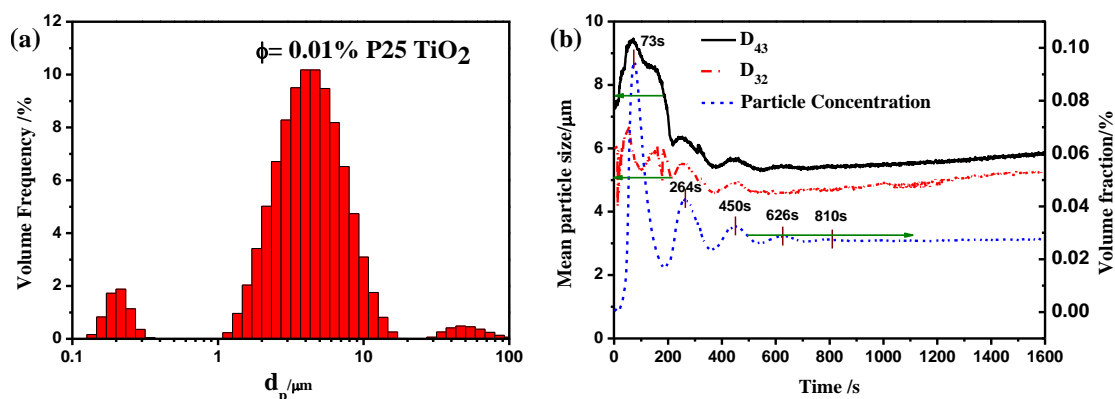 (a)
ϕ= 0.01% P25 TiO2
Volume Frequency /%
12
10
8
6
4
2
0
0.1
1
10
100
dp/μm
(b)
D43
D32
Particle Concentration
73s
264s
450s
626s
810s
Mean particle size/μm
10
8
6
4
2
0
0.10
0.08
0.06
0.04
0.02
0.00
Volume fraction/%
0 200 400 600 800 1000 1200 1400 1600
Time /s